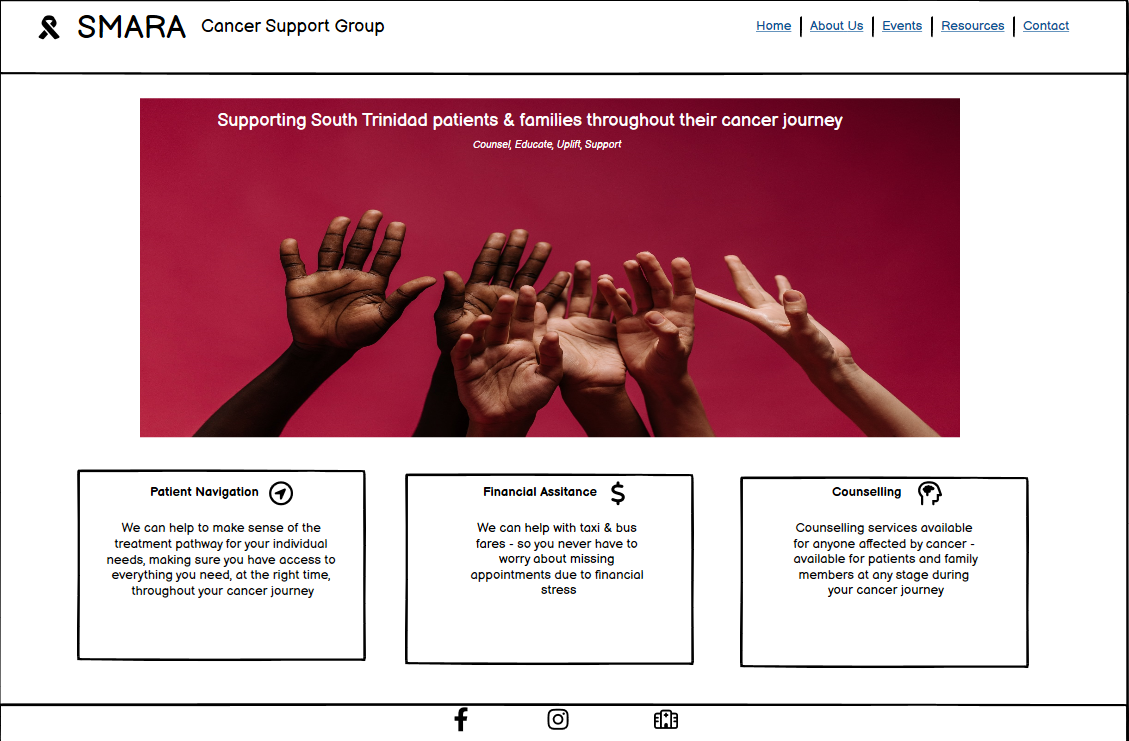 SMARA Cancer Support Group
Home About Us Events Resources Contact
Supporting South Trinidad patients & families throughout their cancer journey
Counsel, Educate, Uplift, Support
Patient Navigation
We can help to make sense of the
treatment pathway for your individual
needs, making sure you have access to
everything you need, at the right time,
throughout your cancer journey
Financial Assitance $
We can help with taxi & bus
fares - so you never have to
worry about missing
appointments due to financial
stress
Counselling
Counselling services available
for anyone affected by cancer -
available for patients and family
members at any stage during
your cancer journey